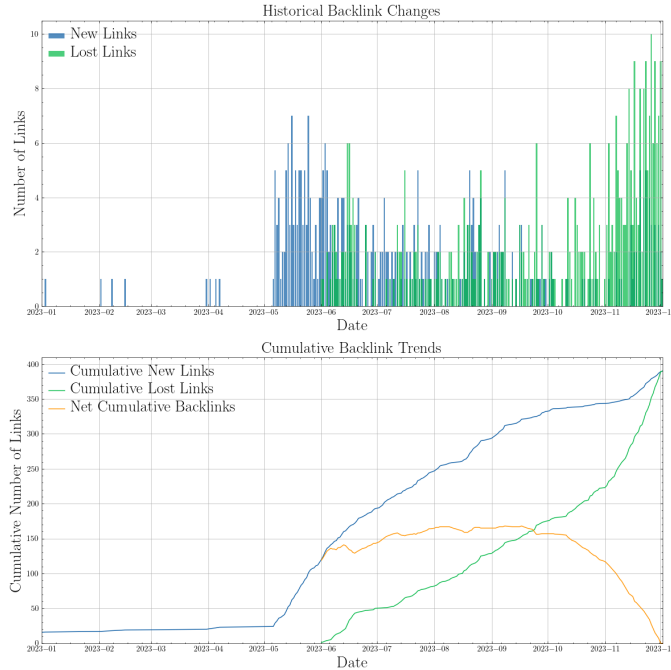 Historical Backlink Changes
New Links
Lost Links
Number of Links
10
8
6
4
2
0
2023−01 2023−02 2023−03 2023−04 2023−05 2023−06 2023−07 2023−08 2023−09 2023−10 2023−11 2023−1
Date
Cumulative Backlink Trends
Cumulative New Links
Cumulative Lost Links
Net Cumulative Backlinks
Cumulative Number of Links
400
350
300
250
200
150
100
50
0
2023−01 2023−02 2023−03 2023−04 2023−05 2023−06 2023−07 2023−08 2023−09 2023−10 2023−11 2023−1
Date